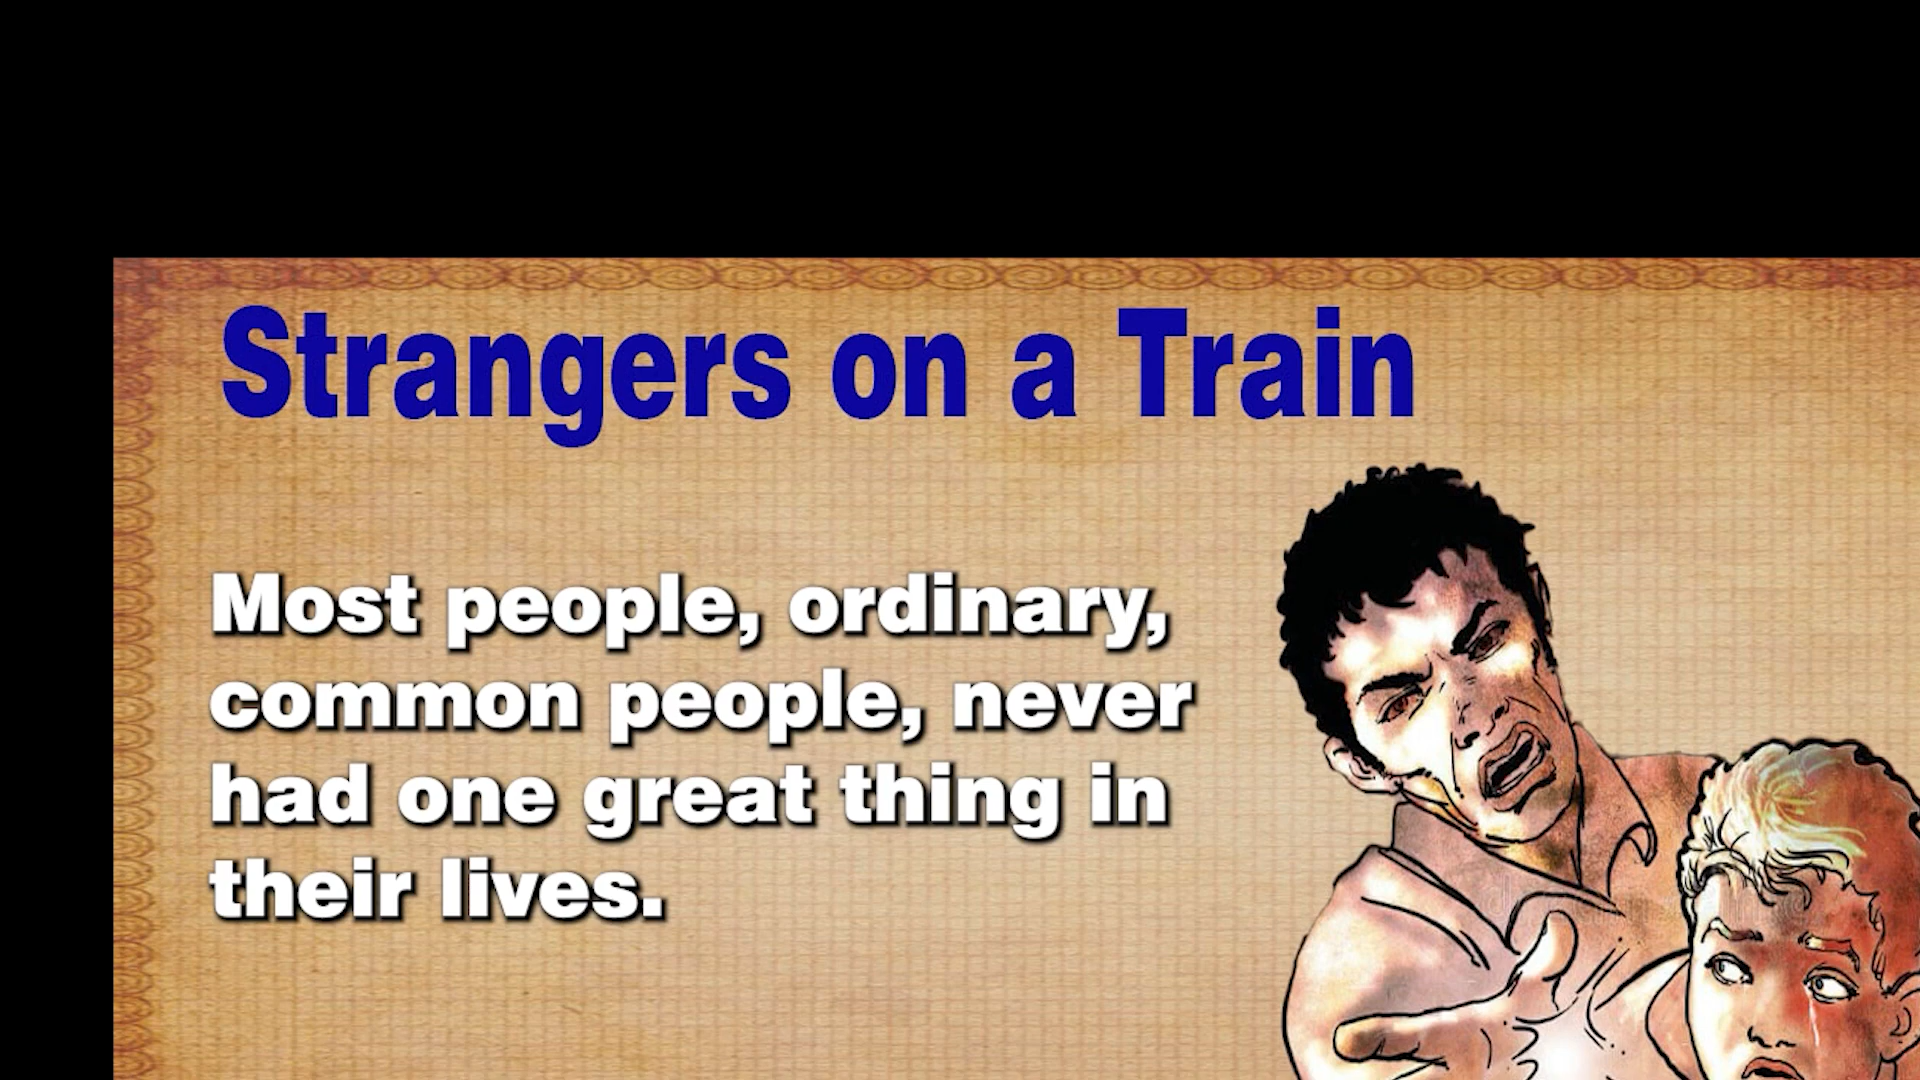 Strangers on a Train
Most people, ordinary,
common people, never
had one great thing in
their lives.